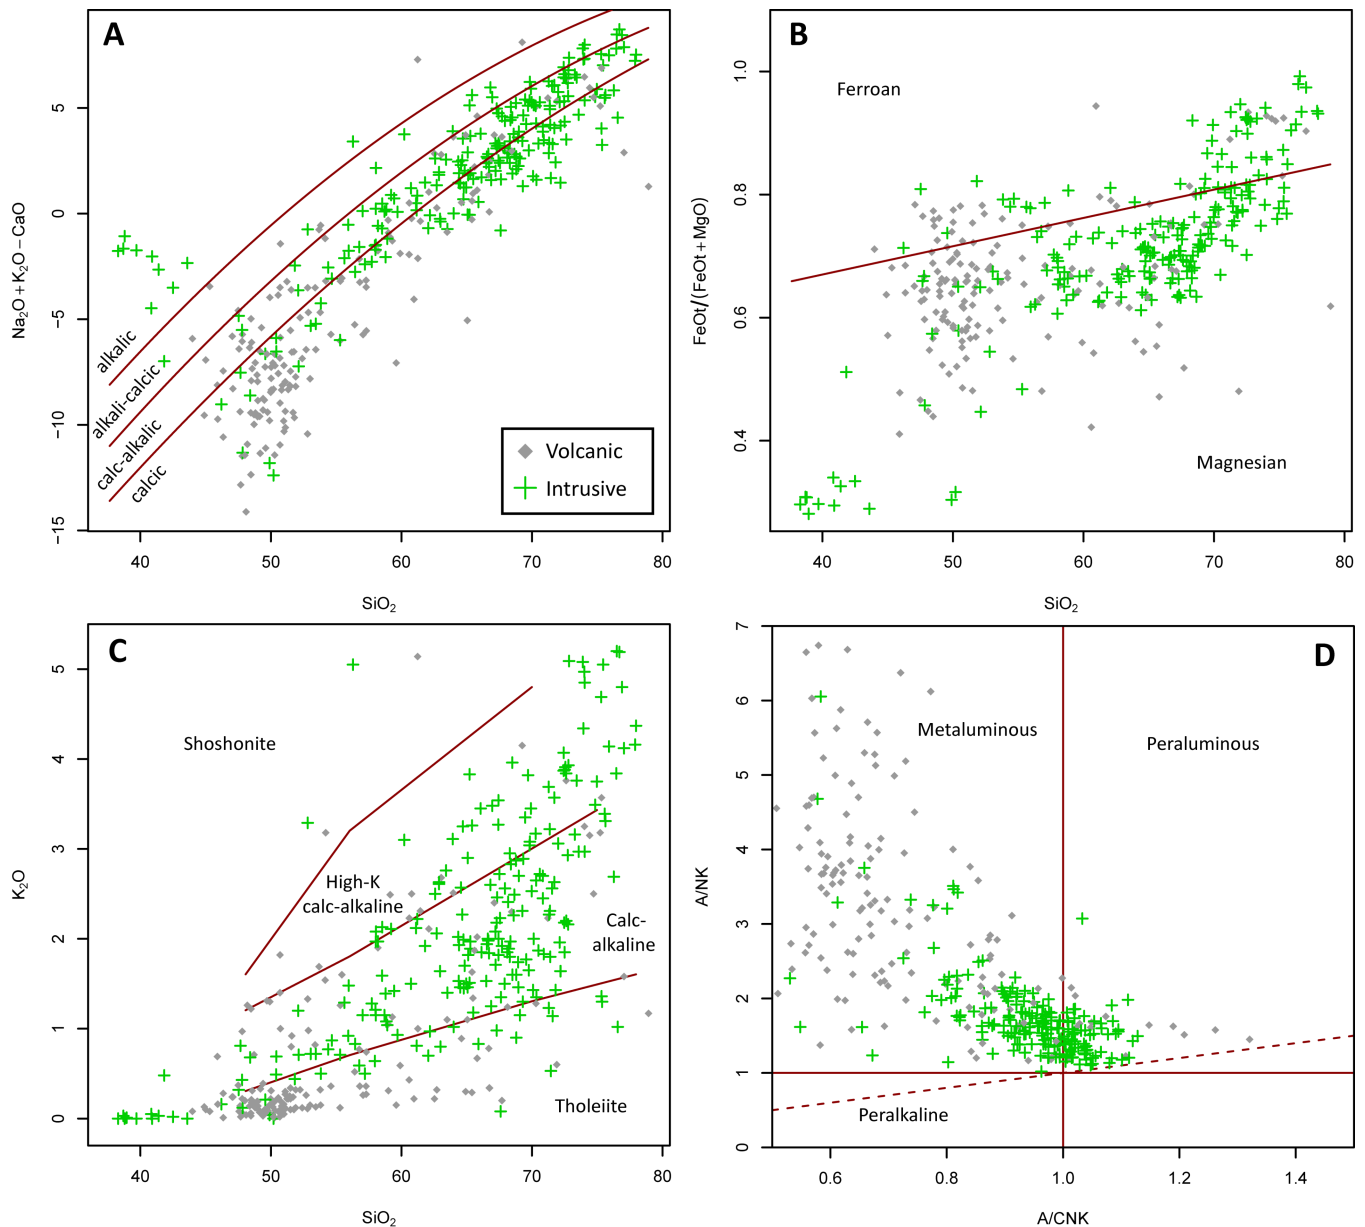 A
5
0
−5
−10
−15
Na₂O + K₂O − CaO
alkalic
alkali-calcic
calc-alkalic
calcic
Volcanic
Intrusive
40 50 60 70 80
SiO₂
B
1.0
0.8
0.6
0.4
FeOt/(FeOt + MgO)
Ferroan
Magnesian
40 50 60 70 80
SiO₂
C
5
4
3
2
1
0
K₂O
Shoshonite
High-K
calc-alkaline
Calc-
alkaline
Tholeiite
40 50 60 70 80
SiO₂
D
7
6
5
4
3
2
1
0
A/NK
Metaluminous
Peraluminous
Peralkaline
0.6 0.8 1.0 1.2 1.4
A/CNK